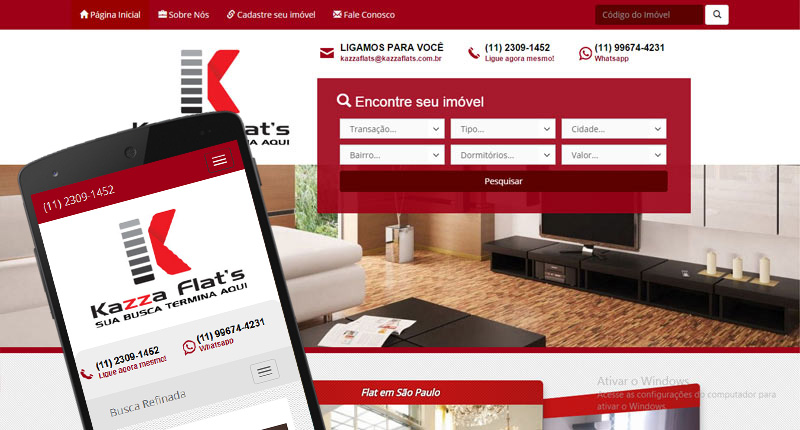 Página Inicial
Sobre Nós
Cadastre seu imóvel
Fale Conosco
Código do Imóvel
LIGAMOS PARA VOCÊ
kazzaflats@kazzaflats.com.br
(11) 2309-1452
Ligue agora mesmo!
(11) 99674-4231
Whatsapp
Encontre seu imóvel
Transação...
Tipo...
Cidade...
Bairro...
Dormitórios...
Valor...
Pesquisar
(11) 2309-1452
Kazza Flat's
SUA BUSCA TERMINA AQUI
(11) 2309-1452
Ligue agora mesmo!
(11) 99674-4231
Whatsapp
Busca Refinada
Flat em São Paulo
Ativar o Windows
Acesse as configurações do computador para
ativar o Windows.